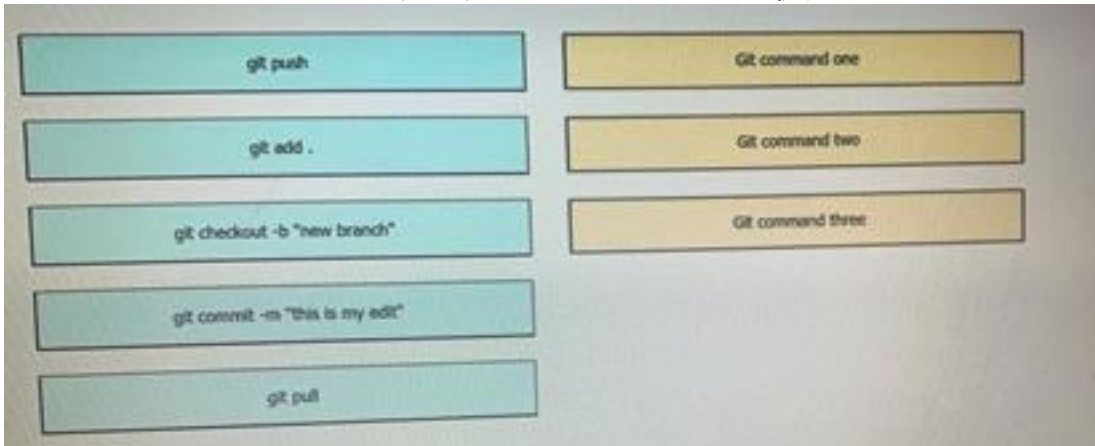 git push
git add .
git checkout -b "new branch"
git commit -m "this is my edit"
git pull
Git command one
Git command two
Git command three